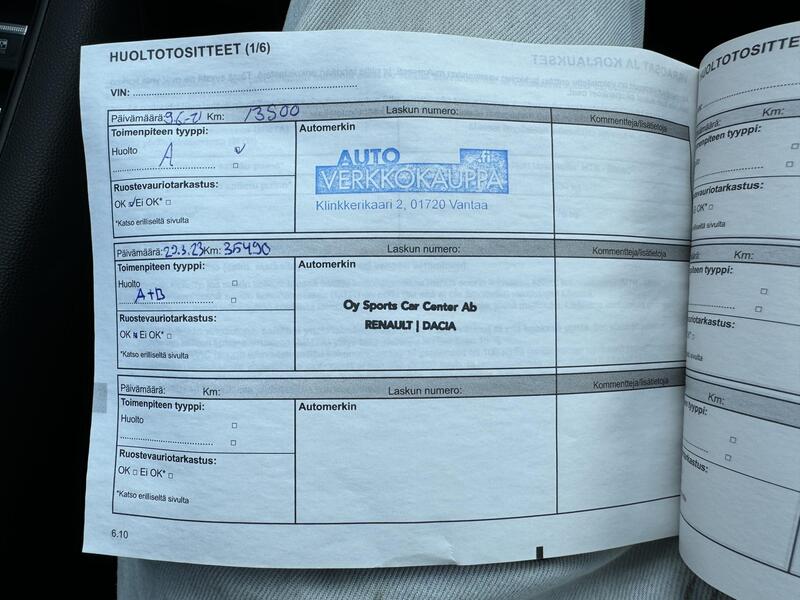 HUOLTOTOSITTEET (1/6)
VIN:
Päivämäärä: 9.6-21 Km: 13500 Laskun numero: Kommentteja/lisätietoja
Toimenpiteen tyyppi:
Huolto
A
Ruostevauriotarkastus:
OK Ei OK*
*Katso erilliseltä sivulta
Automerkin
AUTO .fi
VERKKOKAUPPA
Klinkkerikaari 2, 01720 Vantaa
Päivämäärä: 29.3.23 Km: 35490 Laskun numero: Kommentteja/lisätietoja
Toimenpiteen tyyppi:
Huolto
A+B
Ruostevauriotarkastus:
OK Ei OK*
*Katso erilliseltä sivulta
Automerkin
Oy Sports Car Center Ab
RENAULT | DACIA
Päivämäärä: Km: Laskun numero: Kommentteja/lisätietoja
Toimenpiteen tyyppi:
Huolto
Ruostevauriotarkastus:
OK Ei OK*
*Katso erilliseltä sivulta
Automerkin
6.10
Km:
Km:
Km: